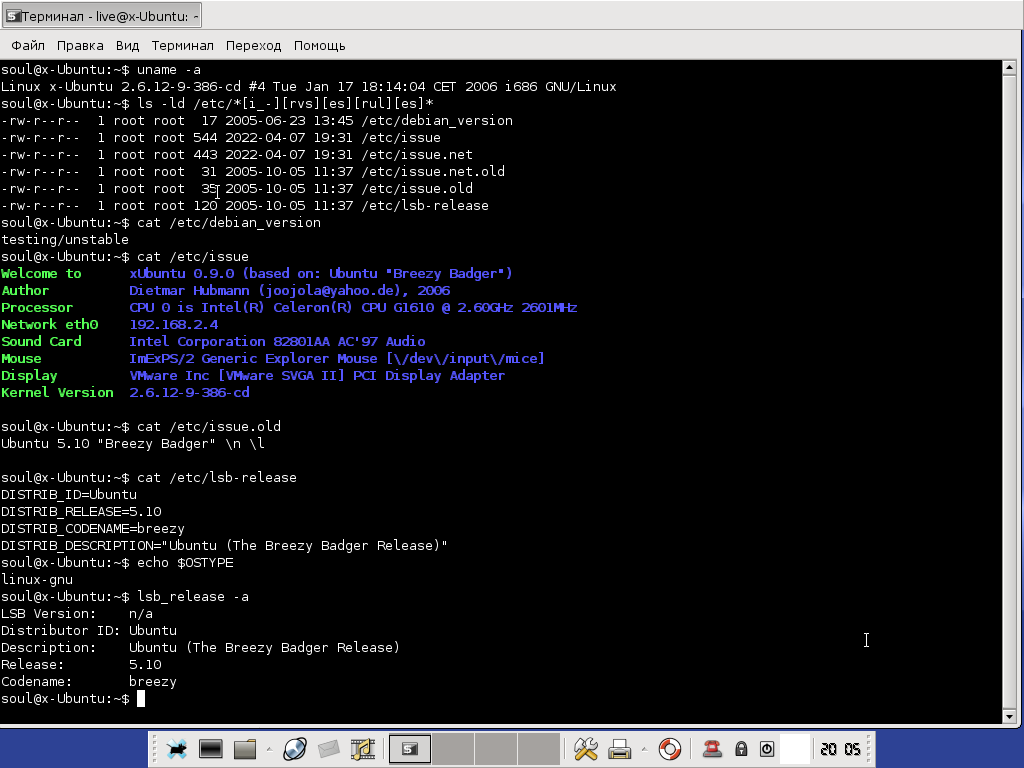 Терминал - live@x-Ubuntu: ~
Файл Правка Вид Терминал Переход Помощь
soul@x-Ubuntu:~$ uname -a
Linux x-Ubuntu 2.6.12-9-386-cd #4 Tue Jan 17 18:14:04 CET 2006 i686 GNU/Linux
soul@x-Ubuntu:~$ ls -ld /etc/*[i_-][rvs][es][rul][es]*
-rw-r--r--  1 root root  17 2005-06-23 13:45 /etc/debian_version
-rw-r--r--  1 root root 544 2022-04-07 19:31 /etc/issue
-rw-r--r--  1 root root 443 2022-04-07 19:31 /etc/issue.net
-rw-r--r--  1 root root  31 2005-10-05 11:37 /etc/issue.net.old
-rw-r--r--  1 root root  35 2005-10-05 11:37 /etc/issue.old
-rw-r--r--  1 root root 120 2005-10-05 11:37 /etc/lsb-release
soul@x-Ubuntu:~$ cat /etc/debian_version
testing/unstable
soul@x-Ubuntu:~$ cat /etc/issue
Welcome to      xUbuntu 0.9.0 (based on: Ubuntu "Breezy Badger")
Author          Dietmar Hubmann (joojola@yahoo.de), 2006
Processor       CPU 0 is Intel(R) Celeron(R) CPU G1610 @ 2.60GHz 2601MHz
Network eth0    192.168.2.4
Sound Card      Intel Corporation 82801AA AC'97 Audio
Mouse           ImExPS/2 Generic Explorer Mouse [\/dev\/input\/mice]
Display         VMware Inc [VMware SVGA II] PCI Display Adapter
Kernel Version  2.6.12-9-386-cd
soul@x-Ubuntu:~$ cat /etc/issue.old
Ubuntu 5.10 "Breezy Badger" \n \l
soul@x-Ubuntu:~$ cat /etc/lsb-release
DISTRIB_ID=Ubuntu
DISTRIB_RELEASE=5.10
DISTRIB_CODENAME=breezy
DISTRIB_DESCRIPTION="Ubuntu (The Breezy Badger Release)"
soul@x-Ubuntu:~$ echo $OSTYPE
linux-gnu
soul@x-Ubuntu:~$ lsb_release -a
LSB Version:    n/a
Distributor ID: Ubuntu
Description:    Ubuntu (The Breezy Badger Release)
Release:        5.10
Codename:       breezy
soul@x-Ubuntu:~$
20 05